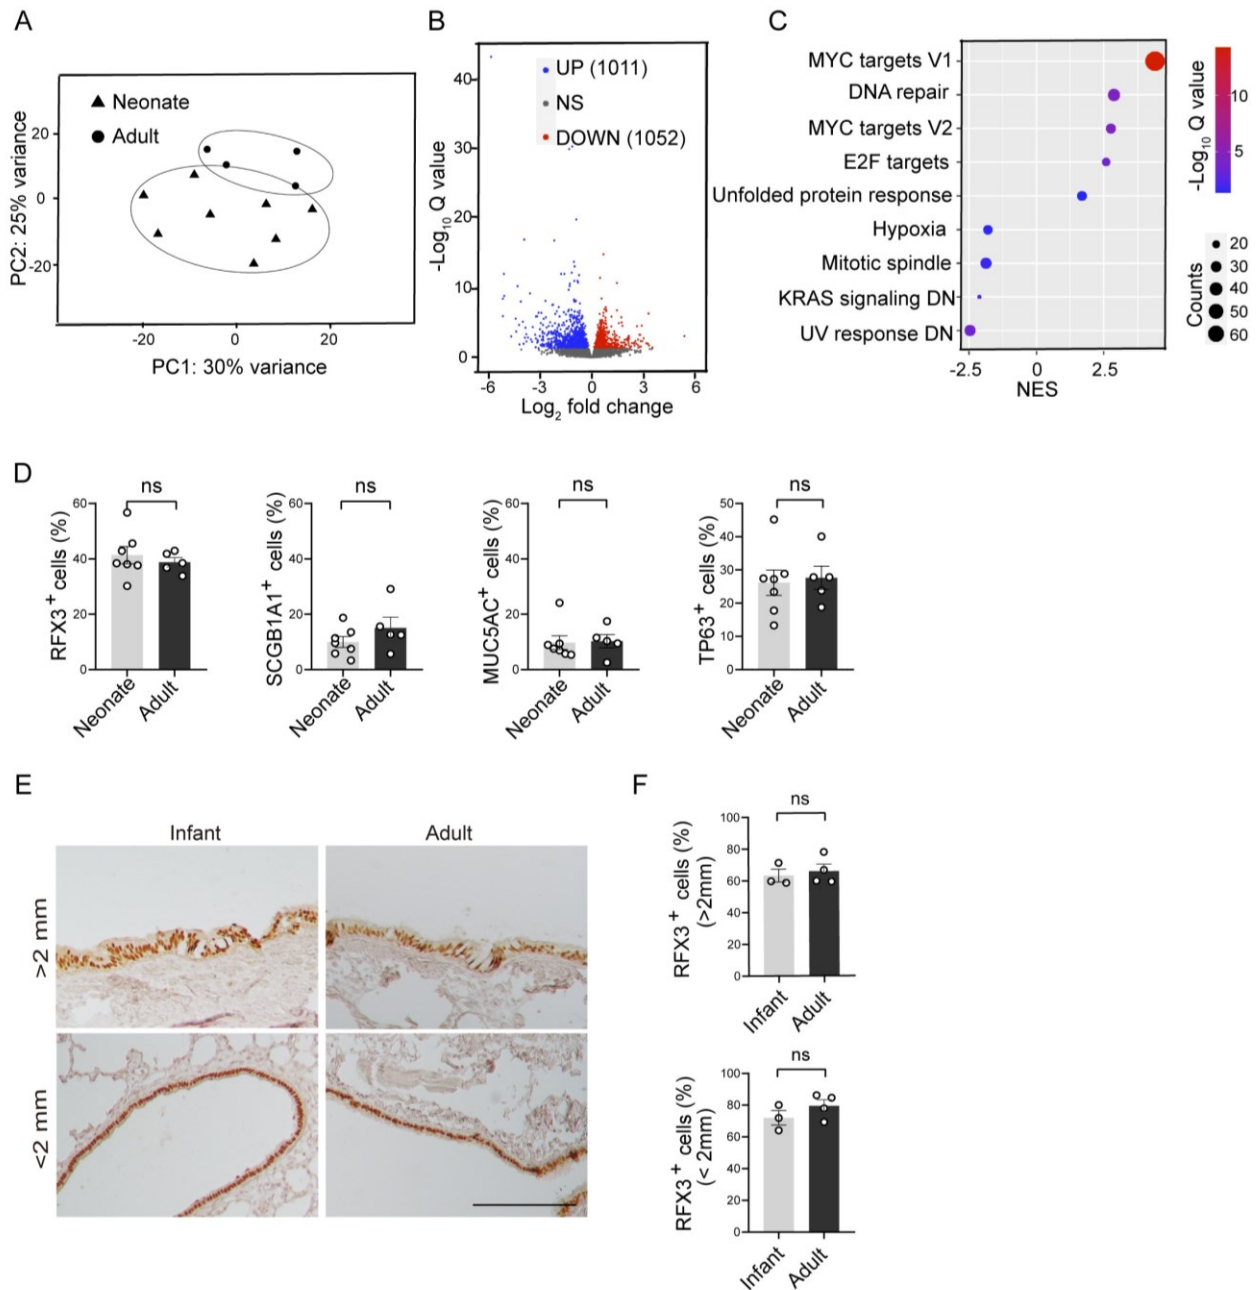 A
Neonate
Adult
20
0
-20
PC2: 25% variance
-20
0
20
PC1: 30% variance
B
UP (1011)
NS
DOWN (1052)
40
30
20
10
0
-Log10 Q value
-6
-3
0
3
6
Log2 fold change
C
MYC targets V1
DNA repair
MYC targets V2
E2F targets
Unfolded protein response
Hypoxia
Mitotic spindle
KRAS signaling DN
UV response DN
-2.5
0
2.5
NES
-Log10 Q value
10
5
Counts
20
30
40
50
60
D
RFX3+ cells (%)
60
40
20
0
ns
Neonate
Adult
SCGB1A1+ cells (%)
60
40
20
0
ns
Neonate
Adult
MUC5AC+ cells (%)
60
40
20
0
ns
Neonate
Adult
TP63+ cells (%)
50
40
30
20
10
0
ns
Neonate
Adult
E
Infant
Adult
>2 mm
<2 mm
F
RFX3+ cells (%)
(>2mm)
100
80
60
40
20
0
ns
Infant
Adult
RFX3+ cells (%)
(< 2mm)
100
80
60
40
20
0
ns
Infant
Adult